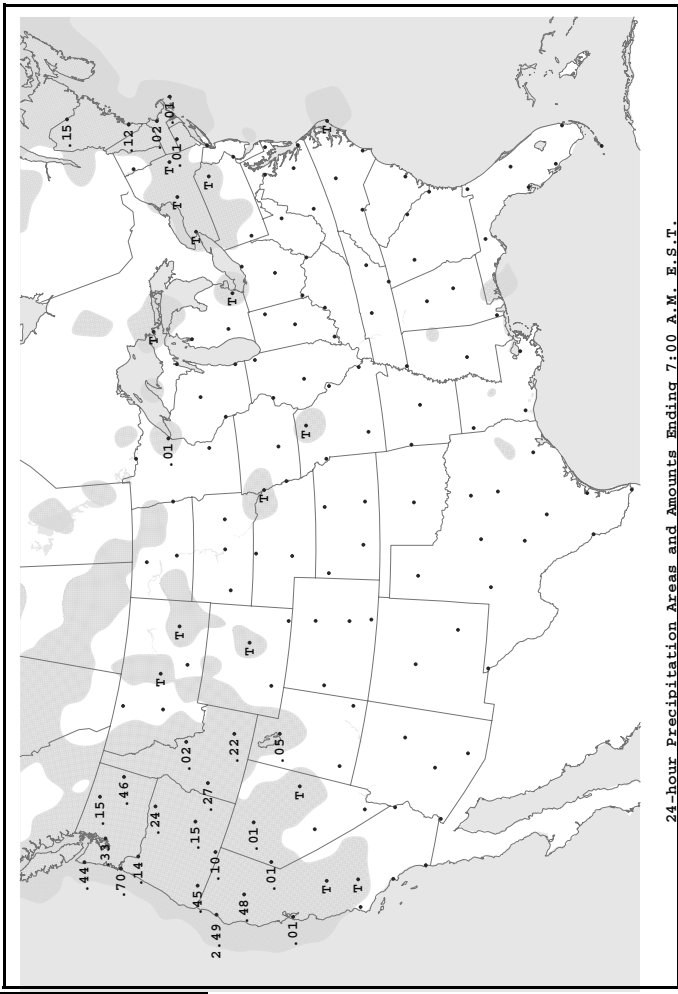 .15
.44
.15
.33
.70
.46
.12
.14
.24
T
.02
T
.01
T
.01
T
.01
T
.02
.15
T
.45
.27
T
.10
2.49
T
.22
.48
T
.01
T
.01
.05
.01
T
T
T
T
T
24-hour Precipitation Areas and Amounts Ending 7:00 A.M. E.S.T.